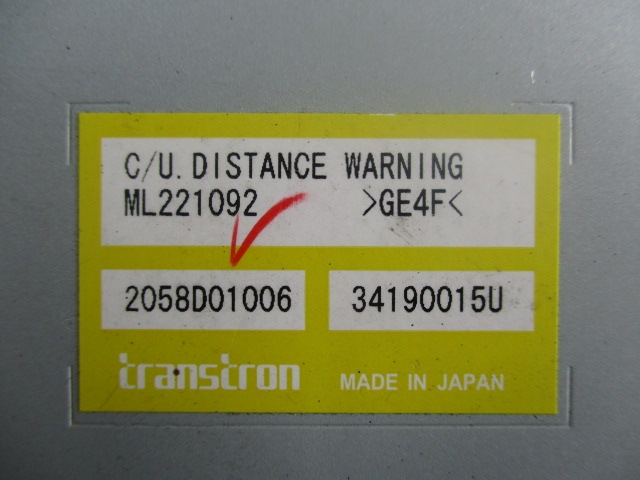 C/U. DISTANCE WARNING
ML221092 >GE4F<
2058D01006 34190015U
transtron MADE IN JAPAN